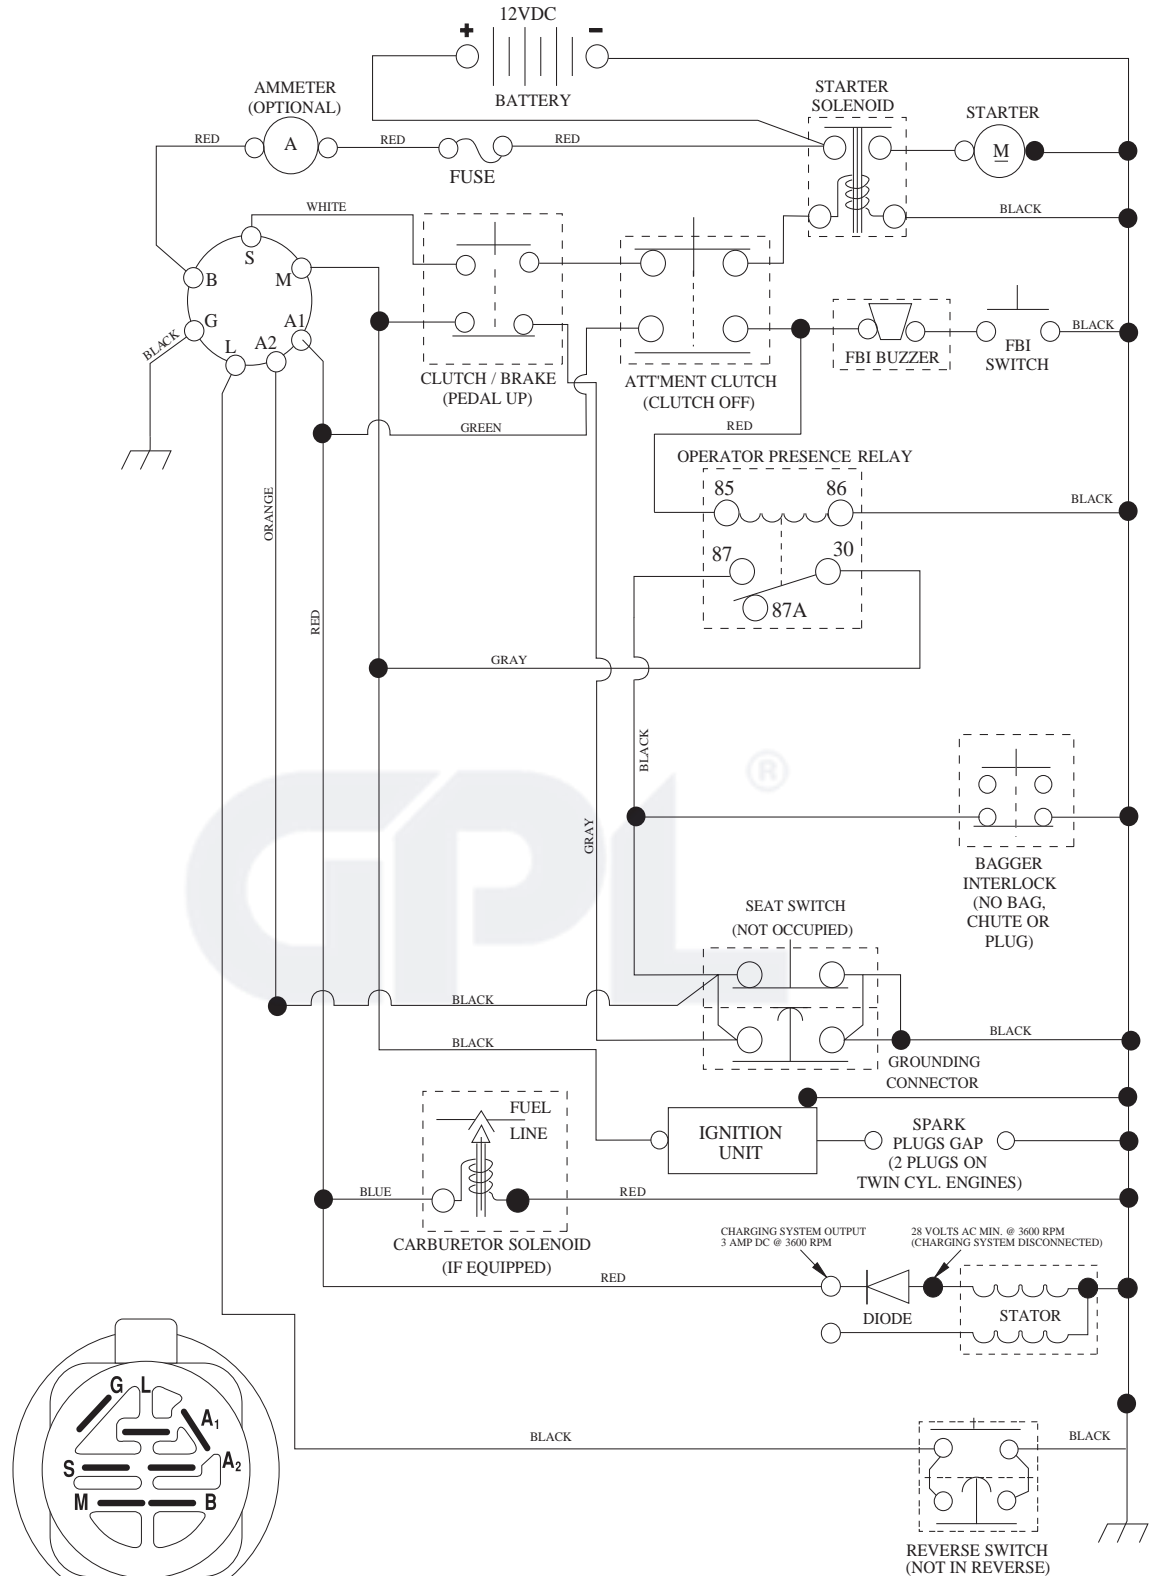 12VDC
+ −
BATTERY
AMMETER
(OPTIONAL)
A
RED
RED
FUSE
RED
STARTER
SOLENOID
STARTER
M
BLACK
WHITE
S
B
M
G
A1
L
A2
BLACK
CLUTCH / BRAKE
(PEDAL UP)
ATT'MENT CLUTCH
(CLUTCH OFF)
FBI BUZZER
FBI
SWITCH
BLACK
GREEN
RED
OPERATOR PRESENCE RELAY
85
86
BLACK
87
30
87A
ORANGE
RED
GRAY
BLACK
GRAY
®
GPL
BAGGER
INTERLOCK
(NO BAG,
CHUTE OR
PLUG)
SEAT SWITCH
(NOT OCCUPIED)
BLACK
BLACK
BLACK
GROUNDING
CONNECTOR
FUEL
LINE
IGNITION
UNIT
SPARK
PLUGS GAP
(2 PLUGS ON
TWIN CYL. ENGINES)
BLUE
RED
CARBURETOR SOLENOID
(IF EQUIPPED)
CHARGING SYSTEM OUTPUT
3 AMP DC @ 3600 RPM
28 VOLTS AC MIN. @ 3600 RPM
(CHARGING SYSTEM DISCONNECTED)
RED
DIODE
STATOR
G L
A₁
S
A₂
M
B
BLACK
BLACK
REVERSE SWITCH
(NOT IN REVERSE)